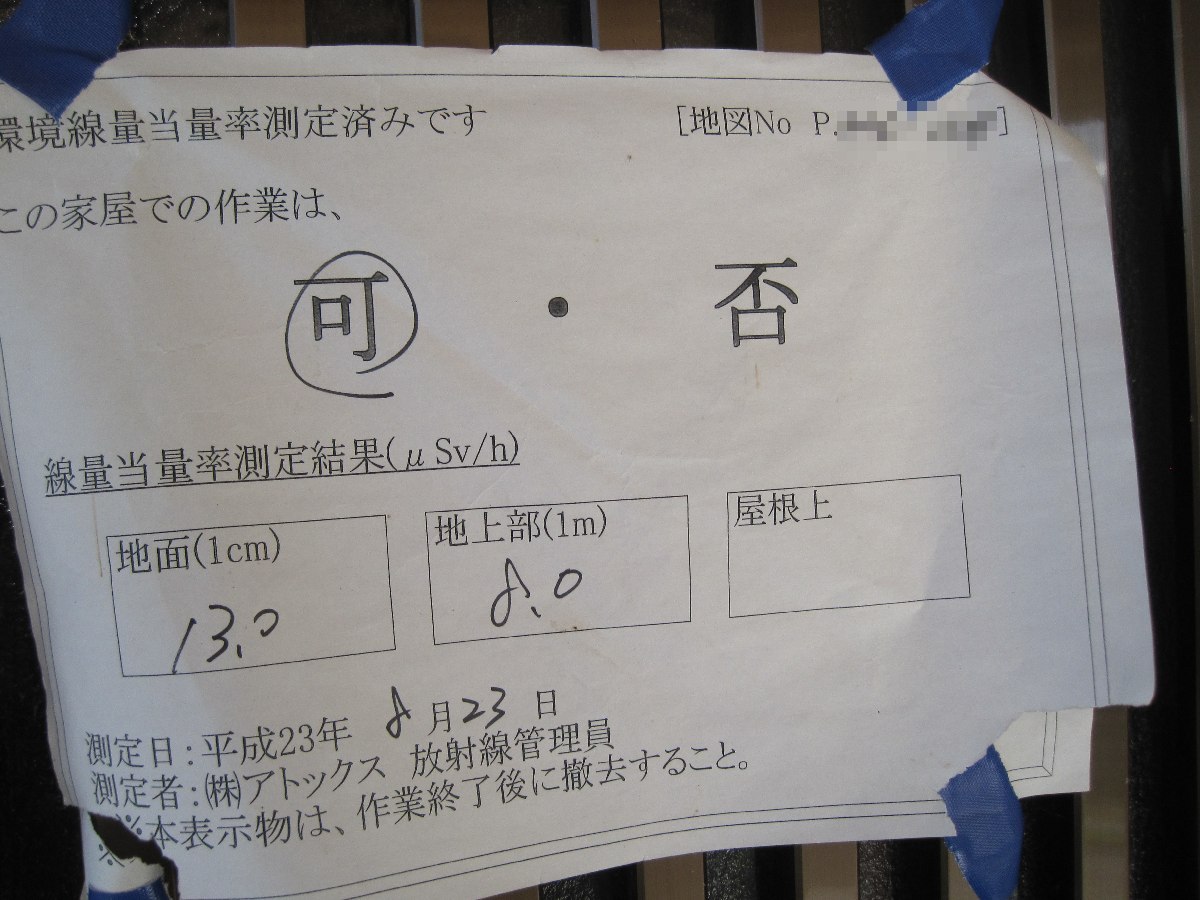 環境線量当量率測定済みです [地図No P.
この家屋での作業は、
可 ・ 否
線量当量率測定結果(μSv/h)
地面(1cm) 地上部(1m) 屋根上
13.0 8.0
測定日:平成23年 8月23日
測定者:㈱アトックス 放射線管理員
※本表示物は、作業終了後に撤去すること。
※